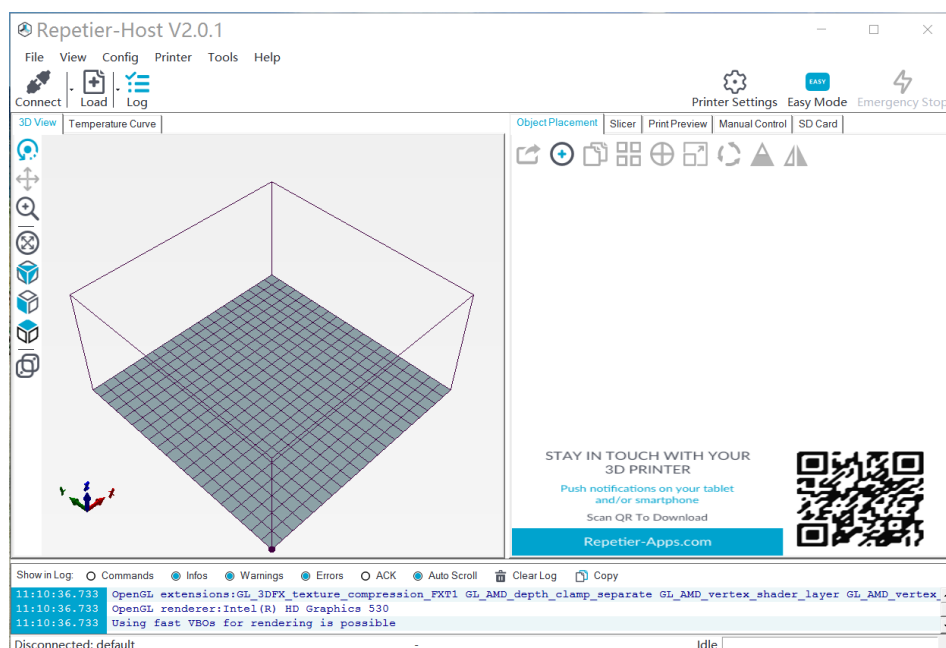 Repetier-Host V2.0.1
File View Config Printer Tools Help
Connect Load Log Printer Settings Easy Mode Emergency Stop
EASY
3D View Temperature Curve
Object Placement Slicer Print Preview Manual Control SD Card
STAY IN TOUCH WITH YOUR
3D PRINTER
Push notifications on your tablet
and/or smartphone
Scan QR To Download
Repetier-Apps.com
Show in Log: Commands Infos Warnings Errors ACK Auto Scroll Clear Log Copy
11:10:36.733 OpenGL extensions:GL_3DFX_texture_compression_FXT1 GL_AMD_depth_clamp_separate GL_AMD_vertex_shader_layer GL_AMD_vertex_
11:10:36.733 OpenGL renderer:Intel(R) HD Graphics 530
11:10:36.733 Using fast VBOs for rendering is possible
Disconnected: default - Idle